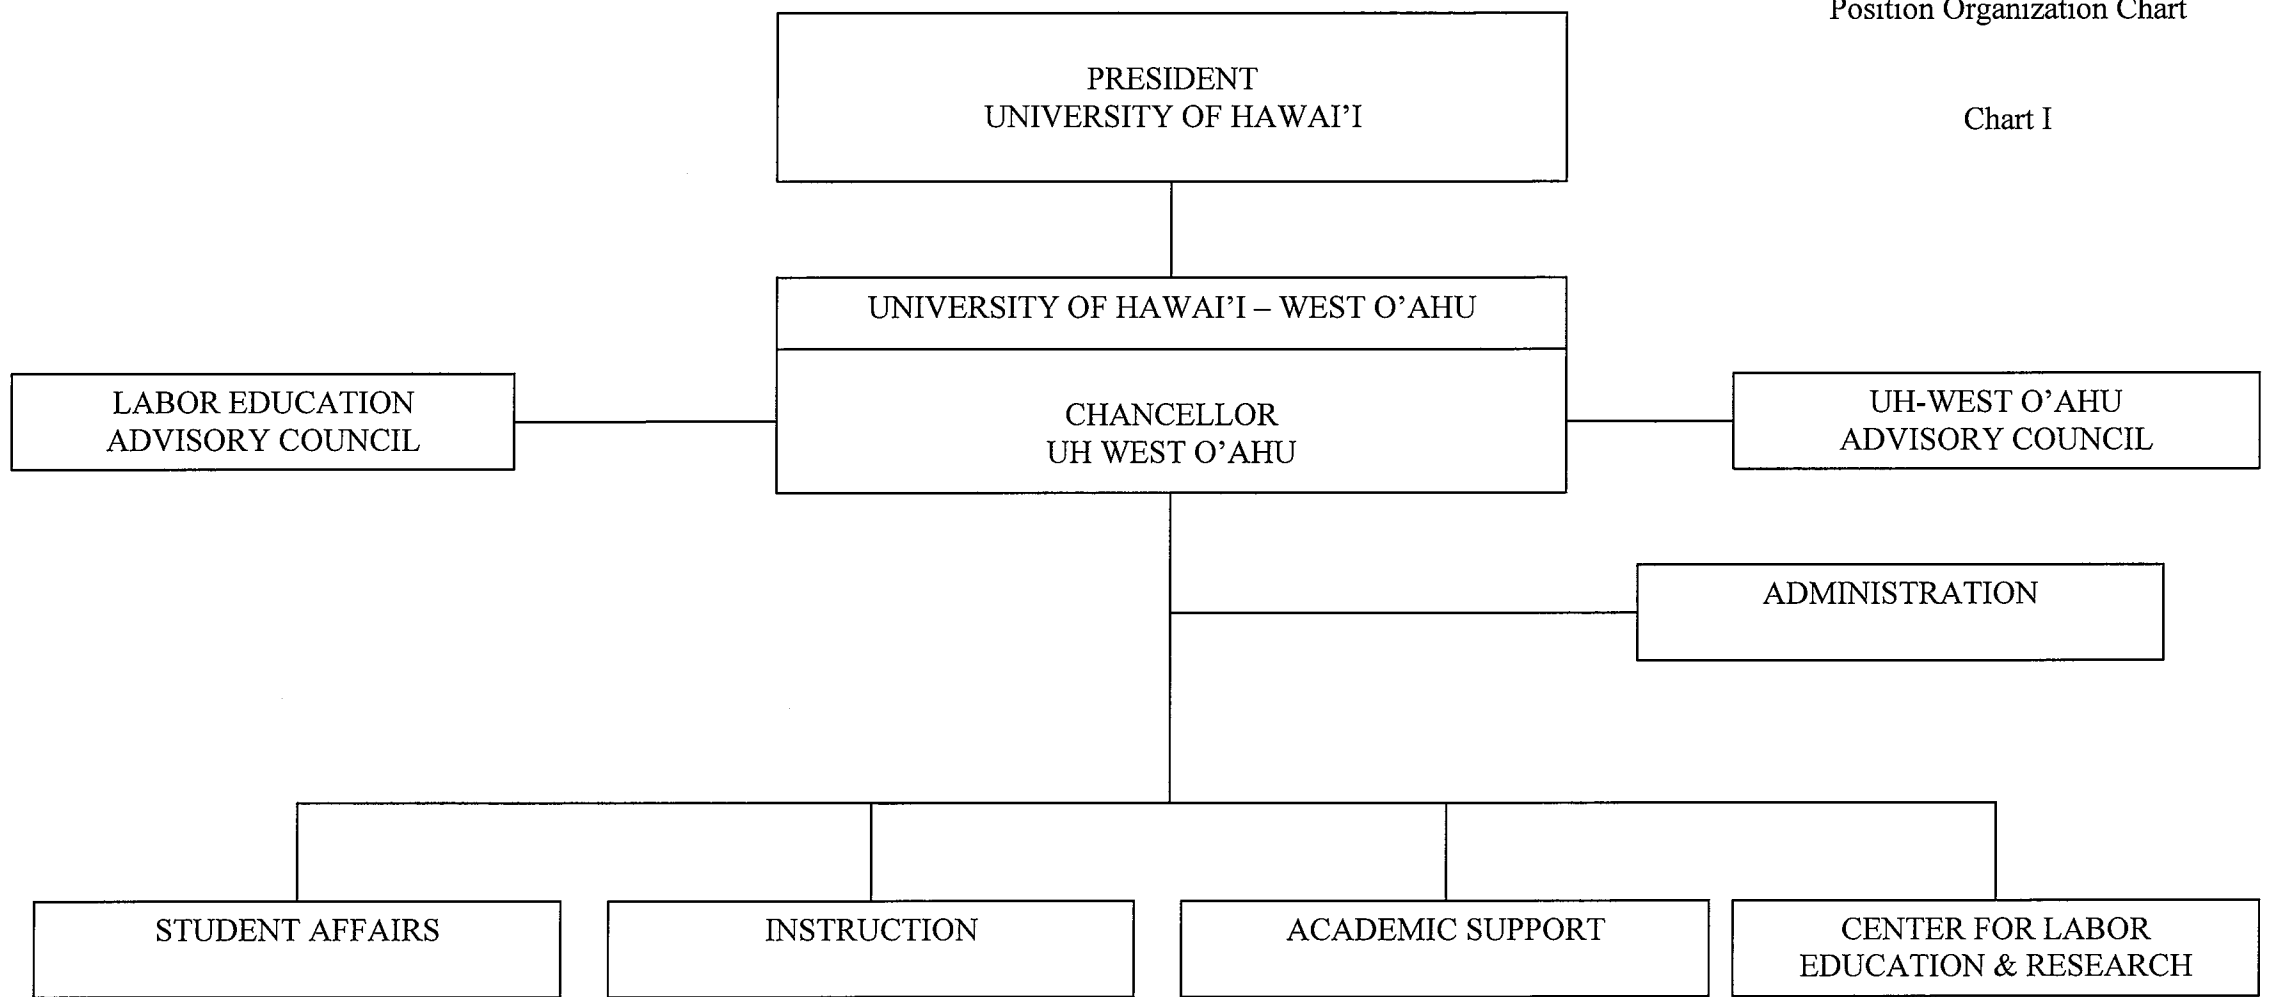 Position Organization Chart
Chart I
PRESIDENT
UNIVERSITY OF HAWAI'I
UNIVERSITY OF HAWAI'I – WEST O'AHU
LABOR EDUCATION
ADVISORY COUNCIL
CHANCELLOR
UH WEST O'AHU
UH-WEST O'AHU
ADVISORY COUNCIL
ADMINISTRATION
STUDENT AFFAIRS
INSTRUCTION
ACADEMIC SUPPORT
CENTER FOR LABOR
EDUCATION & RESEARCH